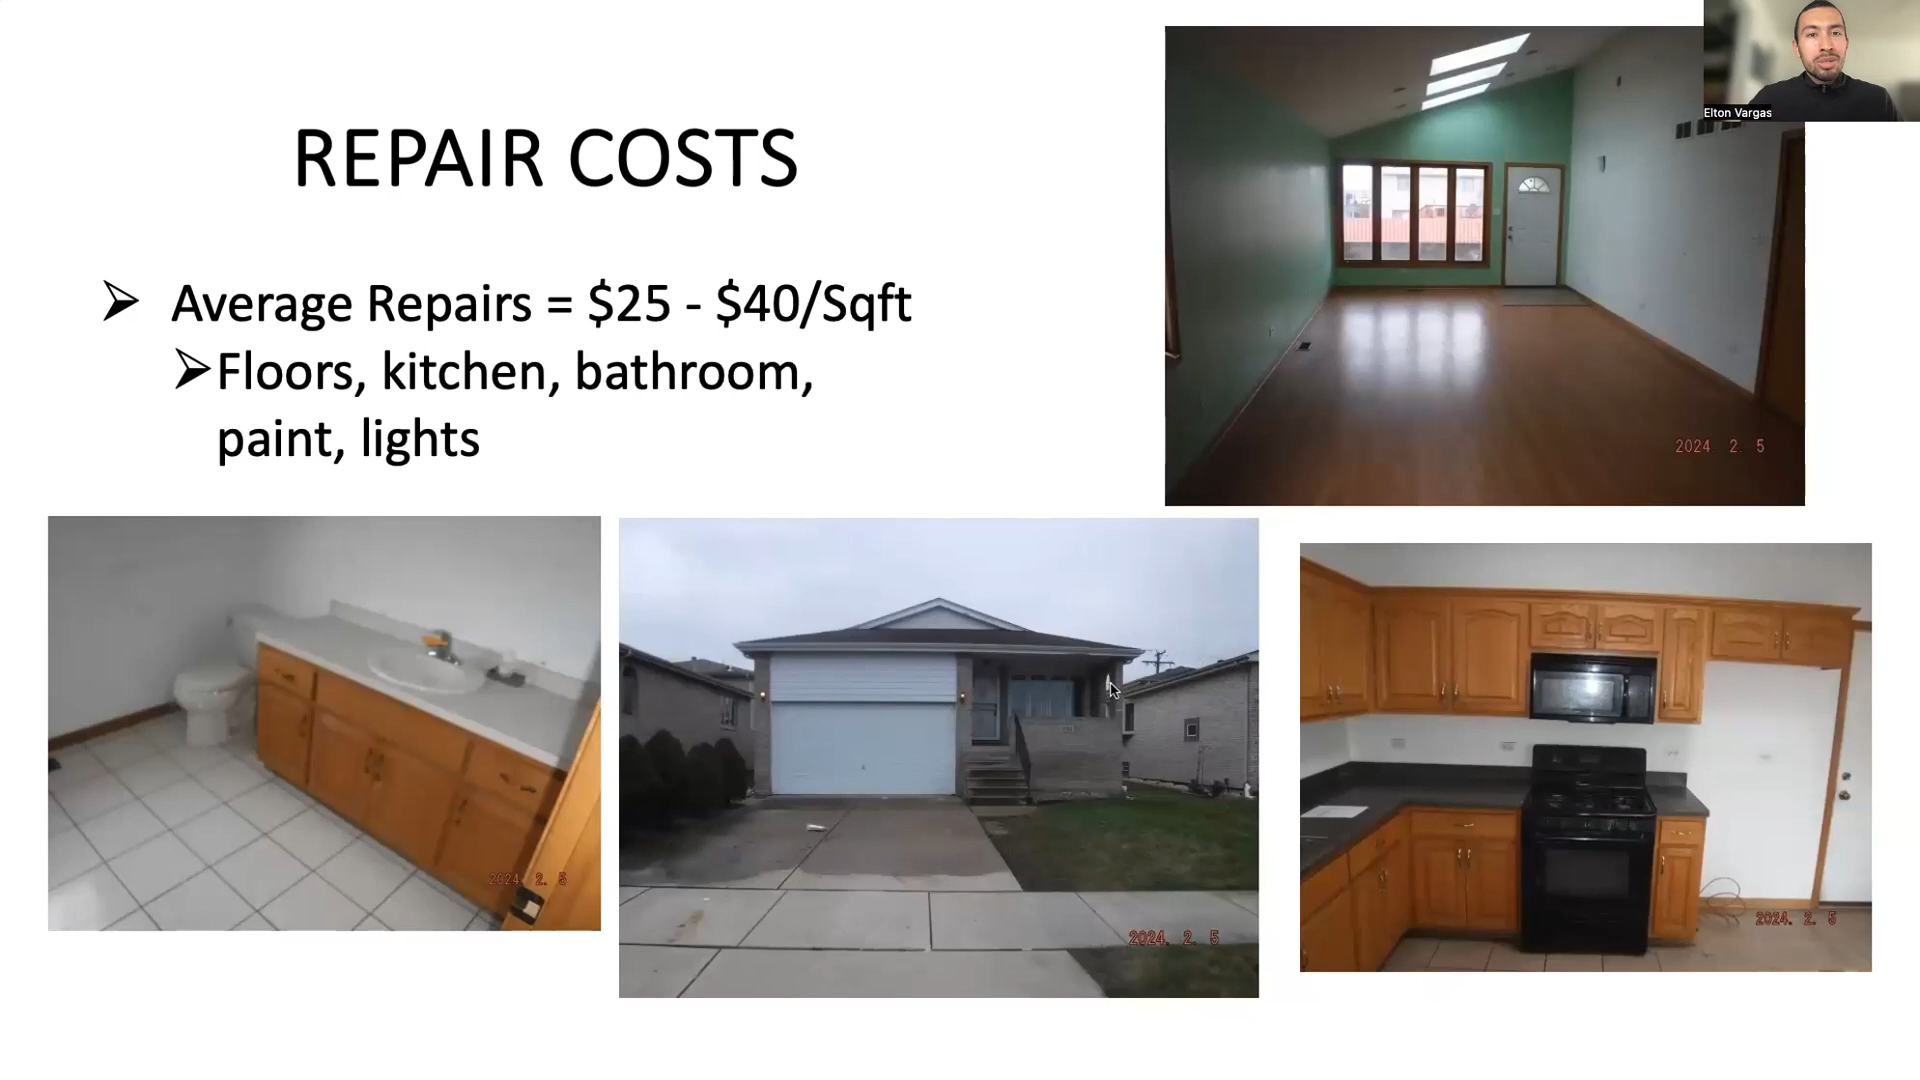 Elton Vargas
REPAIR COSTS
Average Repairs = $25 - $40/Sqft
Floors, kitchen, bathroom,
paint, lights
2024 2. 5
2024 2. 5
2024. 2. 5
2024. 2. 5